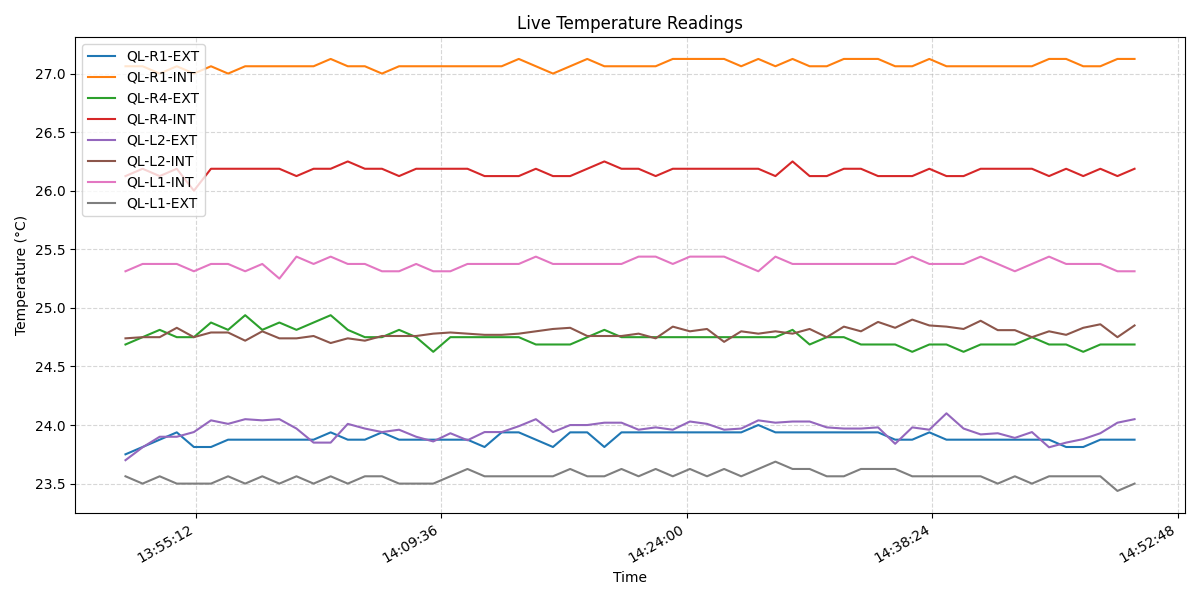 Live Temperature Readings
QL-R1-EXT
QL-R1-INT
QL-R4-EXT
QL-R4-INT
QL-L2-EXT
QL-L2-INT
QL-L1-INT
QL-L1-EXT
27.0
26.5
26.0
25.5
25.0
24.5
24.0
23.5
Temperature (°C)
13:55:12
14:09:36
14:24:00
14:38:24
14:52:48
Time